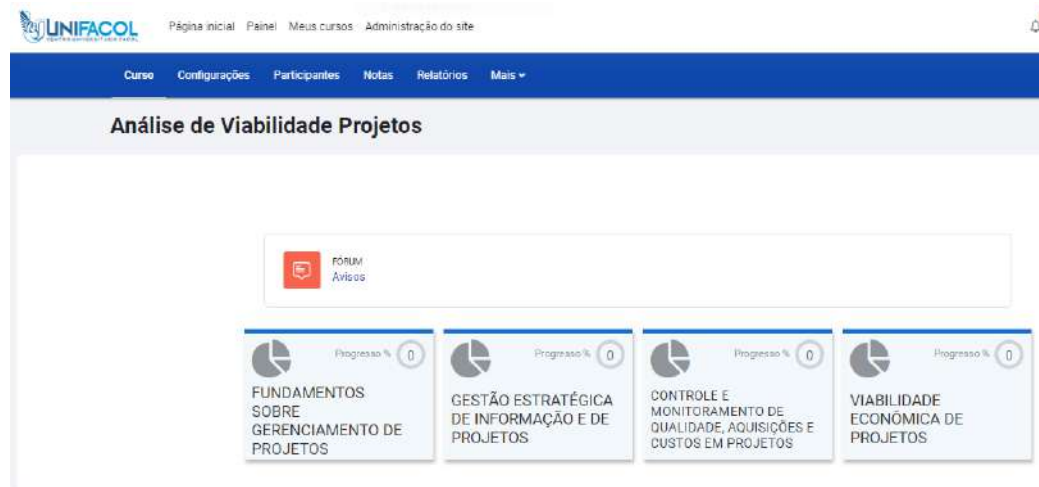 UNIFACOL
Página inicial Painel Meus cursos Administração do site
Curso Configurações Participantes Notas Relatórios Mais
Análise de Viabilidade Projetos
FÓRUM
Avisos
Progresso % 0
FUNDAMENTOS
SOBRE
GERENCIAMENTO DE
PROJETOS
Progresso % 0
GESTÃO ESTRATÉGICA
DE INFORMAÇÃO E DE
PROJETOS
Progresso % 0
CONTROLE E
MONITORAMENTO DE
QUALIDADE, AQUISIÇÕES E
CUSTOS EM PROJETOS
Progresso % 0
VIABILIDADE
ECONÔMICA DE
PROJETOS